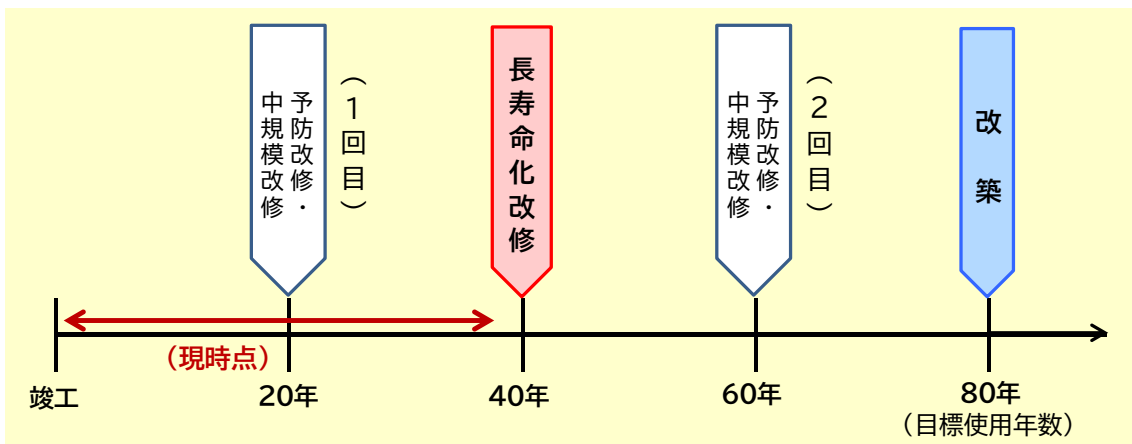 予防改修・
中規模改修
（１回目）
長寿命化改修
予防改修・
中規模改修
（２回目）
改築
（現時点）
竣工
20年
40年
60年
80年
（目標使用年数）